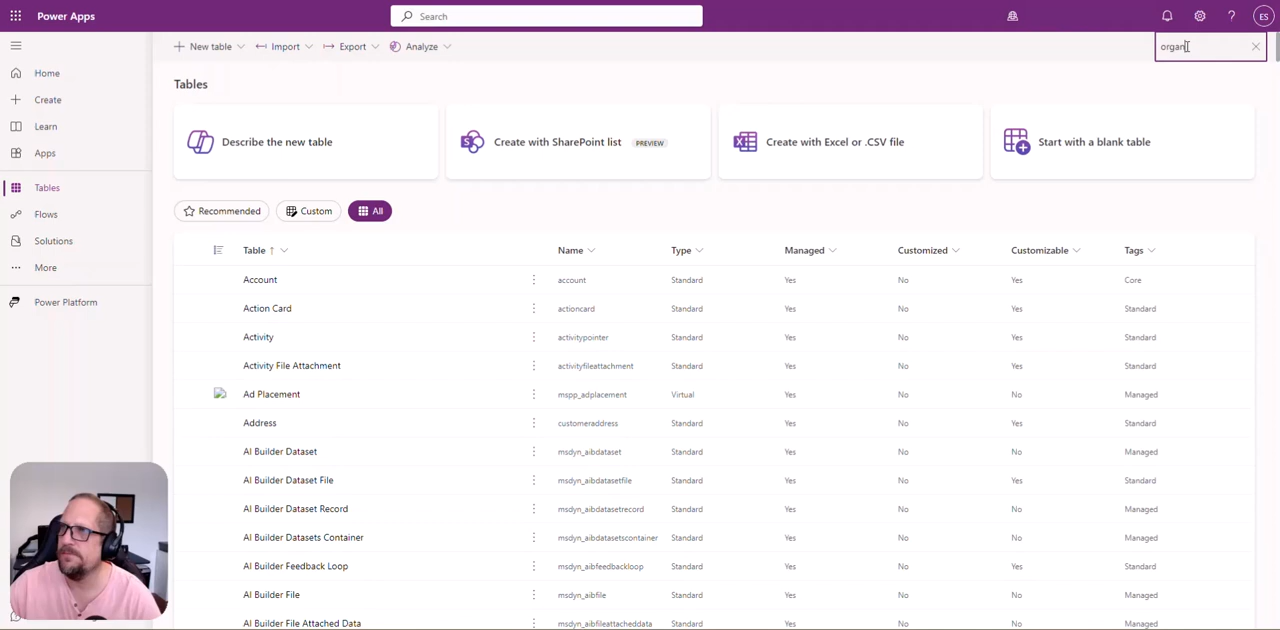 Power Apps
Search
ES
New table
Import
Export
Analyze
organ
Home
Create
Learn
Apps
Tables
Flows
Solutions
More
Power Platform
Tables
Describe the new table
Create with SharePoint list PREVIEW
Create with Excel or .CSV file
Start with a blank table
Recommended
Custom
All
Table ↑ Name Type Managed Customized Customizable Tags
Account account Standard Yes No Yes Core
Action Card actioncard Standard Yes No Yes Standard
Activity activitypointer Standard Yes No Yes Standard
Activity File Attachment activityfileattachment Standard Yes No Yes Standard
Ad Placement mspp_adplacement Virtual Yes No No Managed
Address customeraddress Standard Yes No Yes Standard
AI Builder Dataset msdyn_aibdataset Standard Yes No No Managed
AI Builder Dataset File msdyn_aibdatasetfile Standard Yes No Yes Standard
AI Builder Dataset Record msdyn_aibdatasetrecord Standard Yes No No Managed
AI Builder Datasets Container msdyn_aibdatasetscontainer Standard Yes No No Managed
AI Builder Feedback Loop msdyn_aibfeedbackloop Standard Yes No Yes Standard
AI Builder File msdyn_aibfile Standard Yes No No Managed
AI Builder File Attached Data msdyn_aibfileattacheddata Standard Yes No No Managed